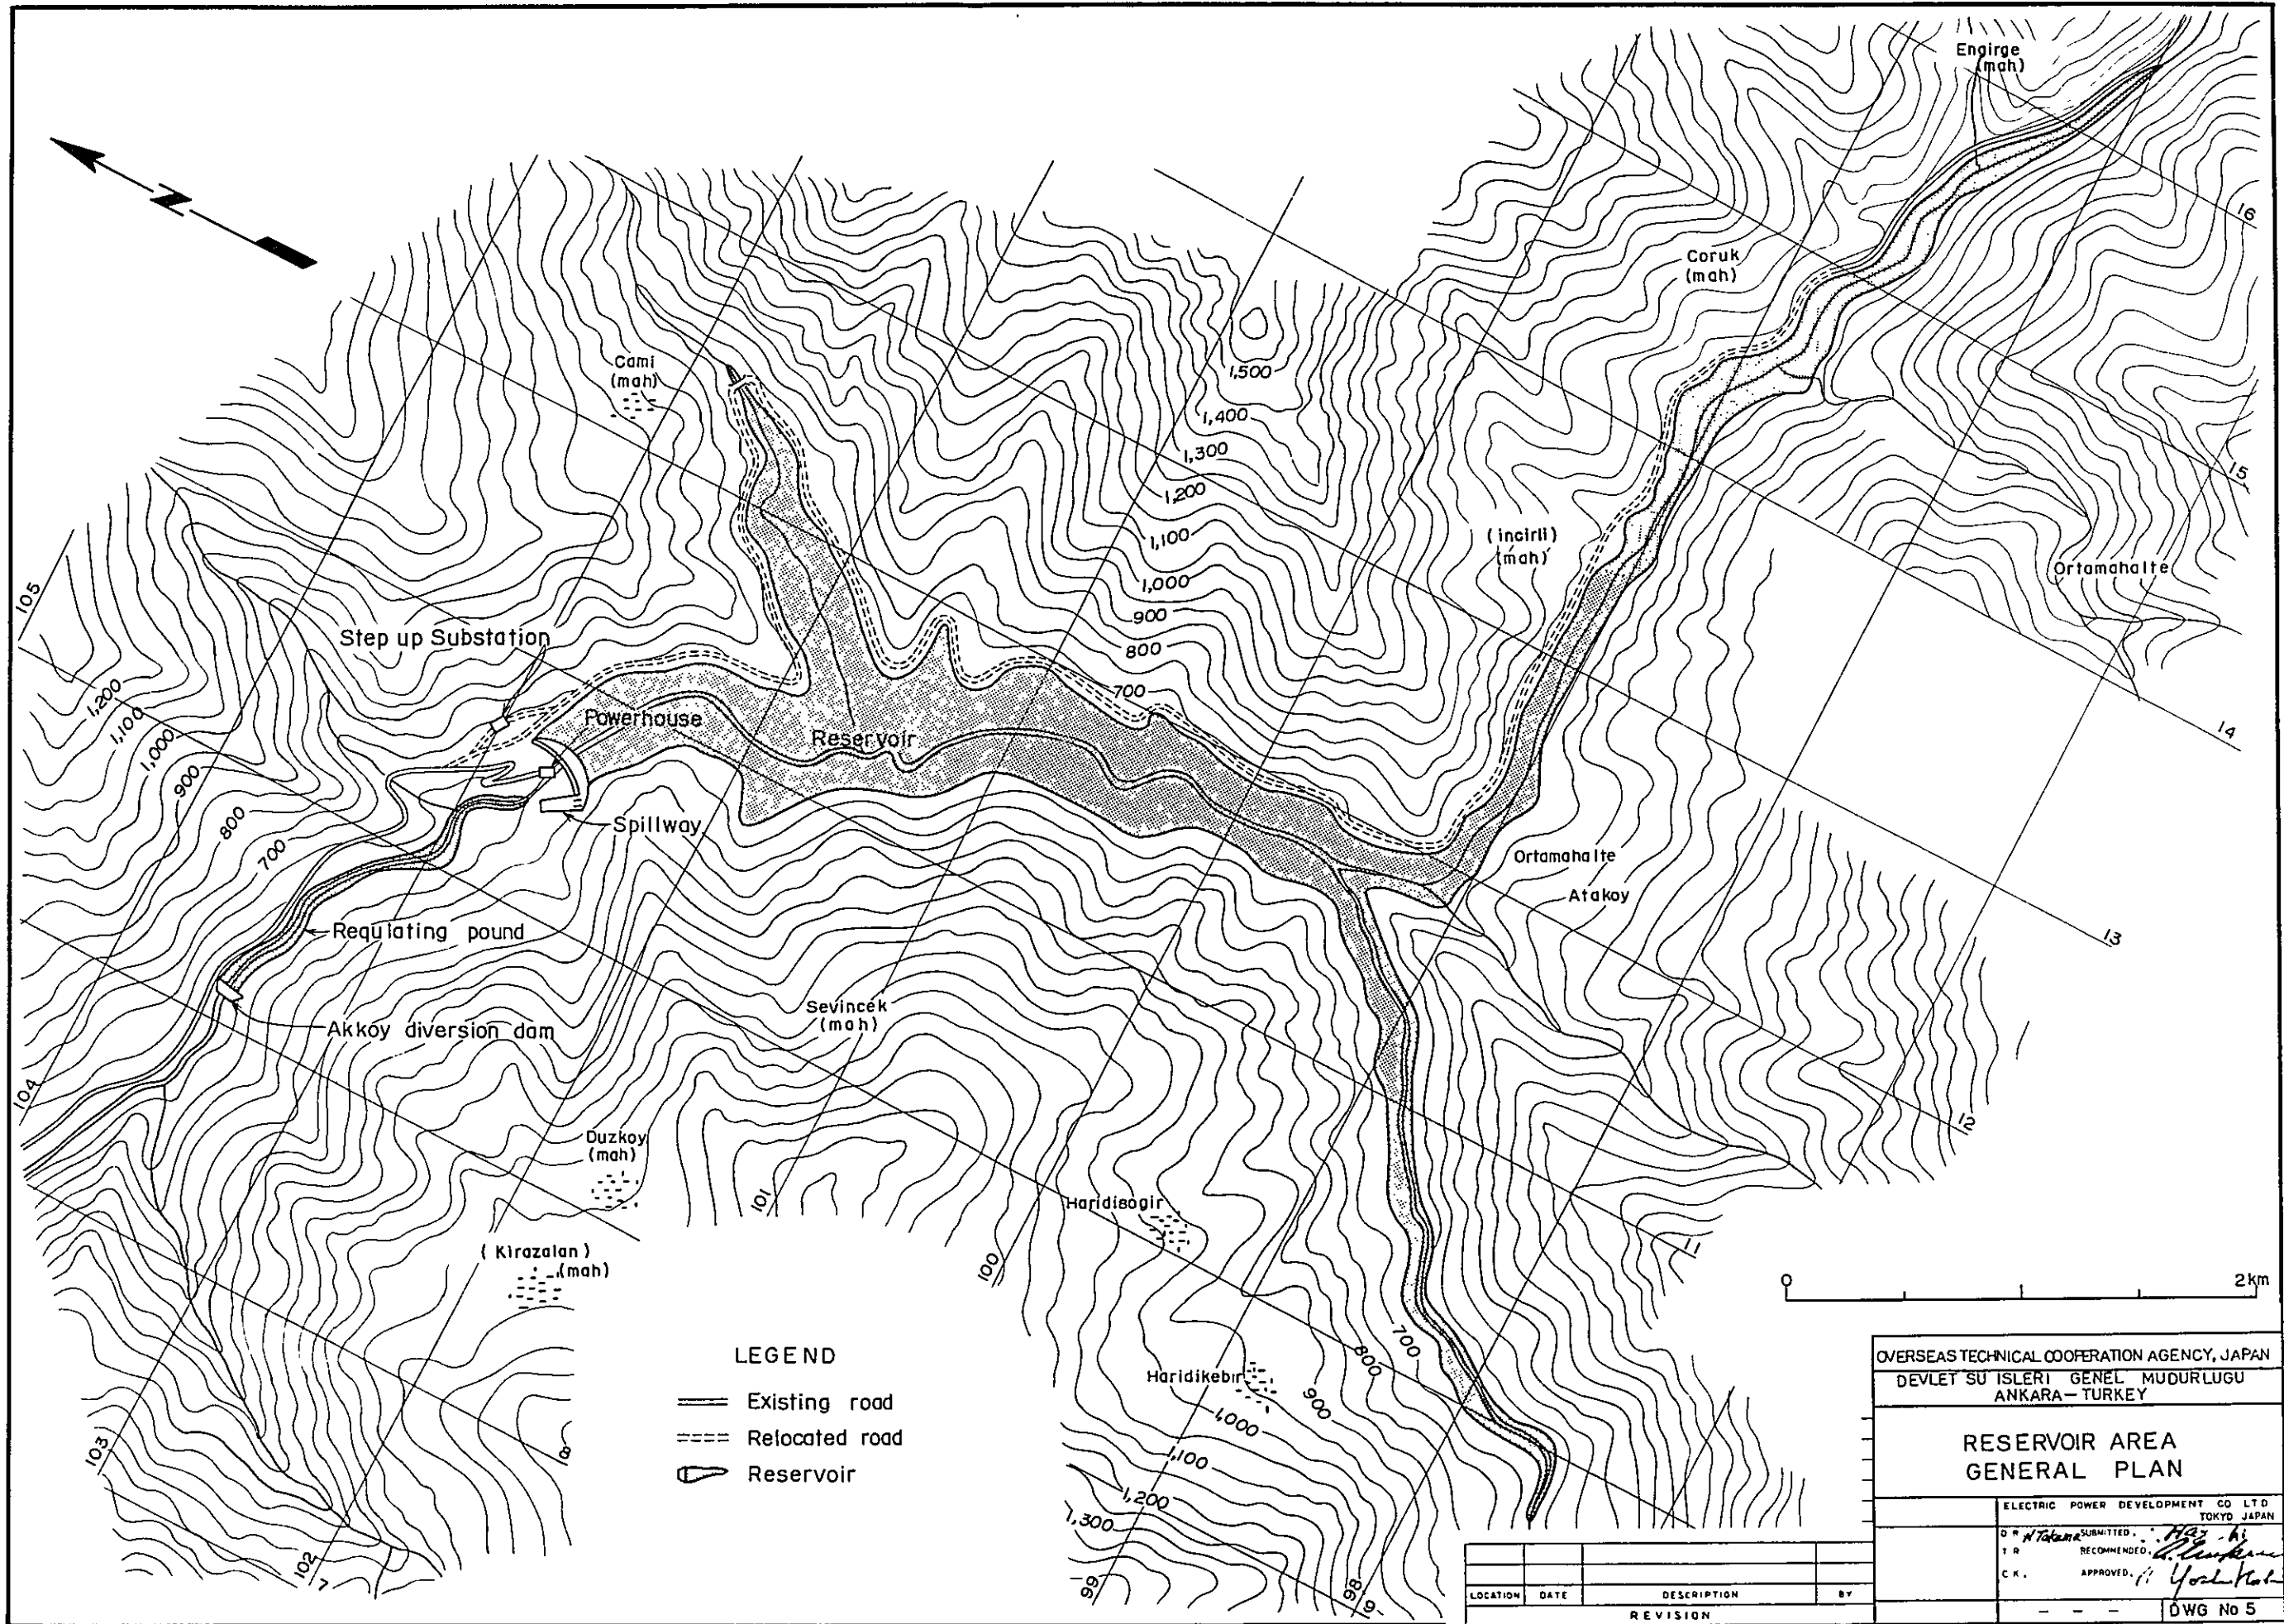 Engirge
(mah)
16
Coruk
(mah)
Cami
(mah)
1,500
1,400
1,300
1,200
1,100
1,000
900
800
700
15
(incirli)
(mah)
Ortamahalte
105
Step up Substation
Powerhouse
Reservoir
14
1,200
1,100
1,000
900
800
700
Spillway
Ortamahalte
Atakoy
13
Regulating pound
Sevincek
(mah)
Akkoy diversion dam
104
12
Duzkoy
(mah)
101
Haridisogir
11
(Kirazalan)
(mah)
100
0 2km
700
800
900
1,000
1,100
1,200
1,300
Haridikebir
103
8
102
7
99
98
9
LEGEND
Existing road
Relocated road
Reservoir
OVERSEAS TECHNICAL COOPERATION AGENCY, JAPAN
DEVLET SU ISLERI GENEL MUDURLUGU
ANKARA-TURKEY
RESERVOIR AREA
GENERAL PLAN
ELECTRIC POWER DEVELOPMENT CO LTD
TOKYO JAPAN
D R SUBMITTED.
T R RECOMMENDED.
C K. APPROVED.
DWG No 5
LOCATION DATE DESCRIPTION BY
REVISION